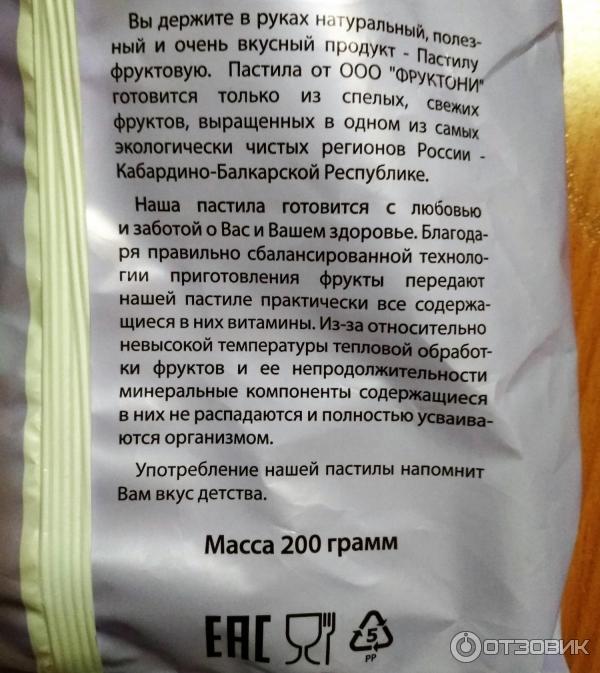 Вы держите в руках натуральный, полез-
ный и очень вкусный продукт - Пастилу
фруктовую. Пастила от ООО "ФРУКТОНИ"
готовится только из спелых, свежих
фруктов, выращенных в одном из самых
экологически чистых регионов России -
Кабардино-Балкарской Республике.
Наша пастила готовится с любовью
и заботой о Вас и Вашем здоровье. Благода-
ря правильно сбалансированной техноло-
гии приготовления фрукты передают
нашей пастиле практически все содержа-
щиеся в них витамины. Из-за относительно
невысокой температуры тепловой обработ-
ки фруктов и ее непродолжительности
минеральные компоненты содержащиеся
в них не распадаются и полностью усваива-
ются организмом.
Употребление нашей пастилы напомнит
Вам вкус детства.
Масса 200 грамм
ЕАС
5
PP
ОТЗОВИК